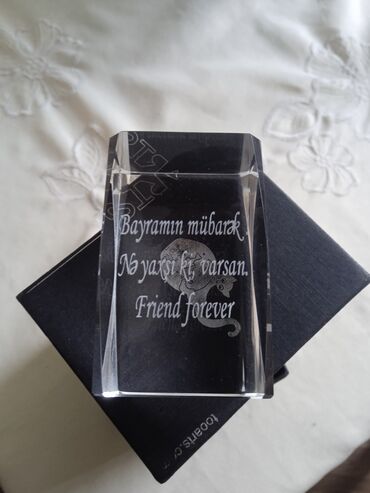 Bayramın mübarək
Nə yaxşı ki, varsan.
Friend forever